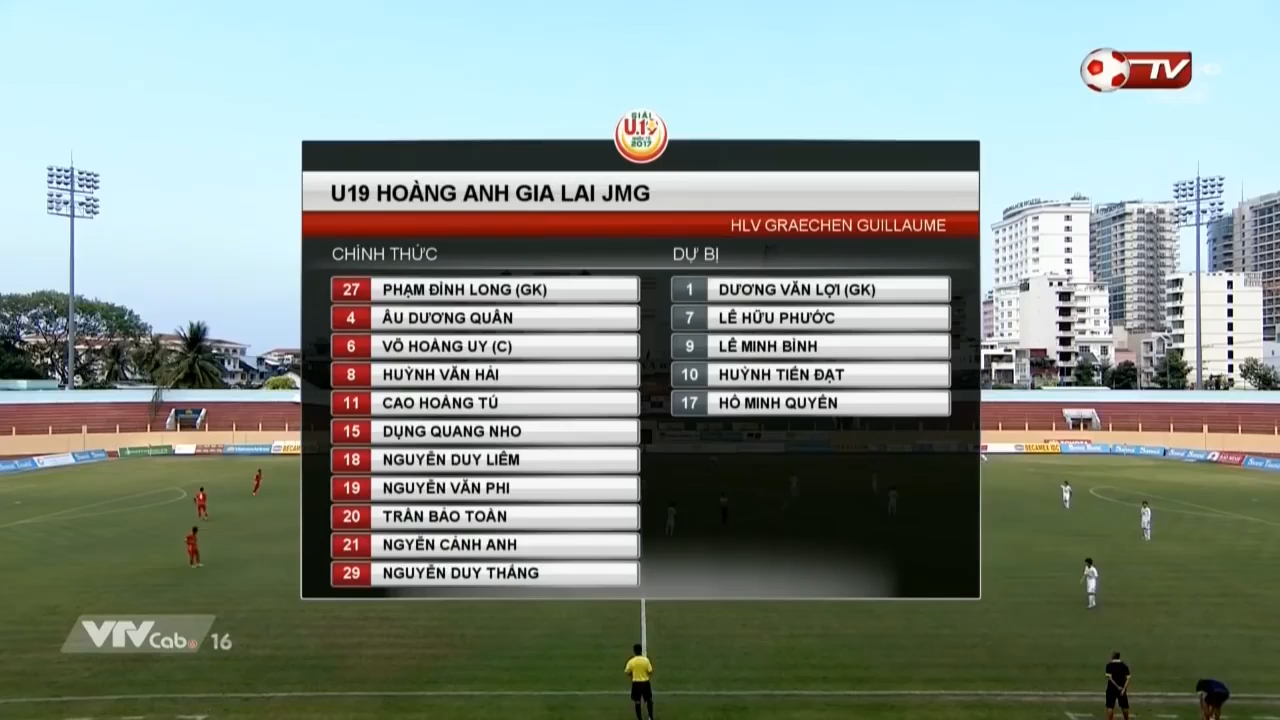 TV
GIẢI
U.19
QUỐC TẾ
2017
U19 HOÀNG ANH GIA LAI JMG
HLV GRAECHEN GUILLAUME
CHÍNH THỨC
27 PHẠM ĐÌNH LONG (GK)
4 ÂU DƯƠNG QUÂN
6 VÕ HOÀNG UY (C)
8 HUỲNH VĂN HẢI
11 CAO HOÀNG TÚ
15 DỤNG QUANG NHO
18 NGUYỄN DUY LIÊM
19 NGUYỄN VĂN PHI
20 TRẦN BẢO TOÀN
21 NGYỄN CẢNH ANH
29 NGUYỄN DUY THẮNG
DỰ BỊ
1 DƯƠNG VĂN LỢI (GK)
7 LÊ HỮU PHƯỚC
9 LÊ MINH BÌNH
10 HUỲNH TIẾN ĐẠT
17 HỒ MINH QUYỀN
BECAMEX IDC
VTVCab 16